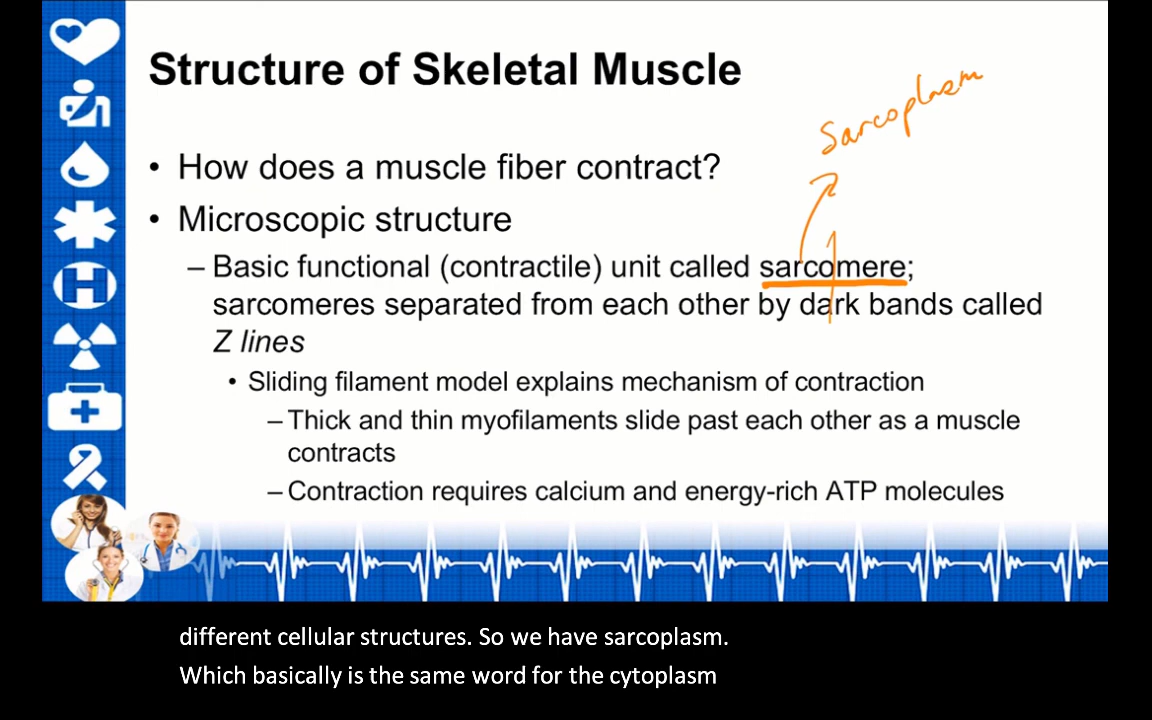 Structure of Skeletal Muscle
Sarcoplasm
• How does a muscle fiber contract?
• Microscopic structure
– Basic functional (contractile) unit called sarcomere;
sarcomeres separated from each other by dark bands called
Z lines
• Sliding filament model explains mechanism of contraction
– Thick and thin myofilaments slide past each other as a muscle
contracts
– Contraction requires calcium and energy-rich ATP molecules
H
different cellular structures. So we have sarcoplasm.
Which basically is the same word for the cytoplasm